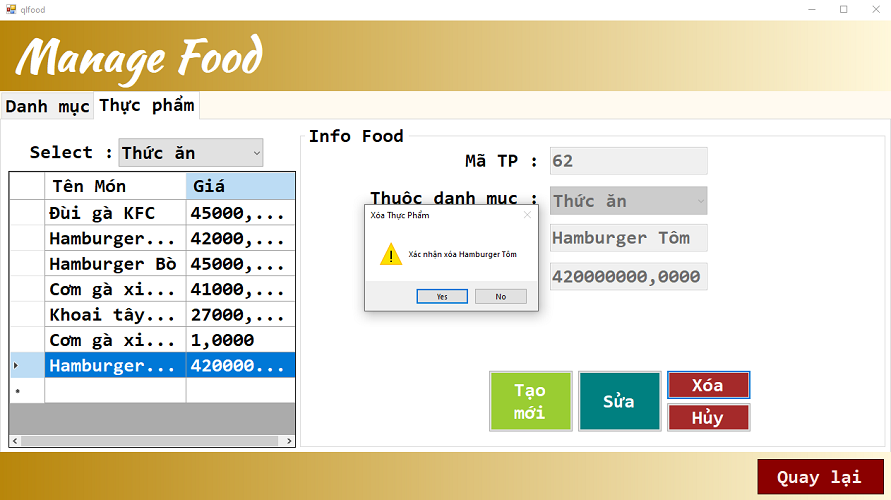 qlfood
Manage Food
Danh mục Thực phẩm
Select : Thức ăn
Tên Món Giá
Đùi gà KFC 45000,...
Hamburger... 42000,...
Hamburger Bò 45000,...
Cơm gà xi... 41000,...
Khoai tây... 27000,...
Cơm gà xi... 1,0000
Hamburger... 420000...
Info Food
Mã TP : 62
Thuộc danh mục : Thức ăn
Hamburger Tôm
420000000,0000
Xóa Thực Phẩm
Xác nhận xóa Hamburger Tôm
Yes No
Tạo
mới
Sửa
Xóa
Hủy
Quay lại